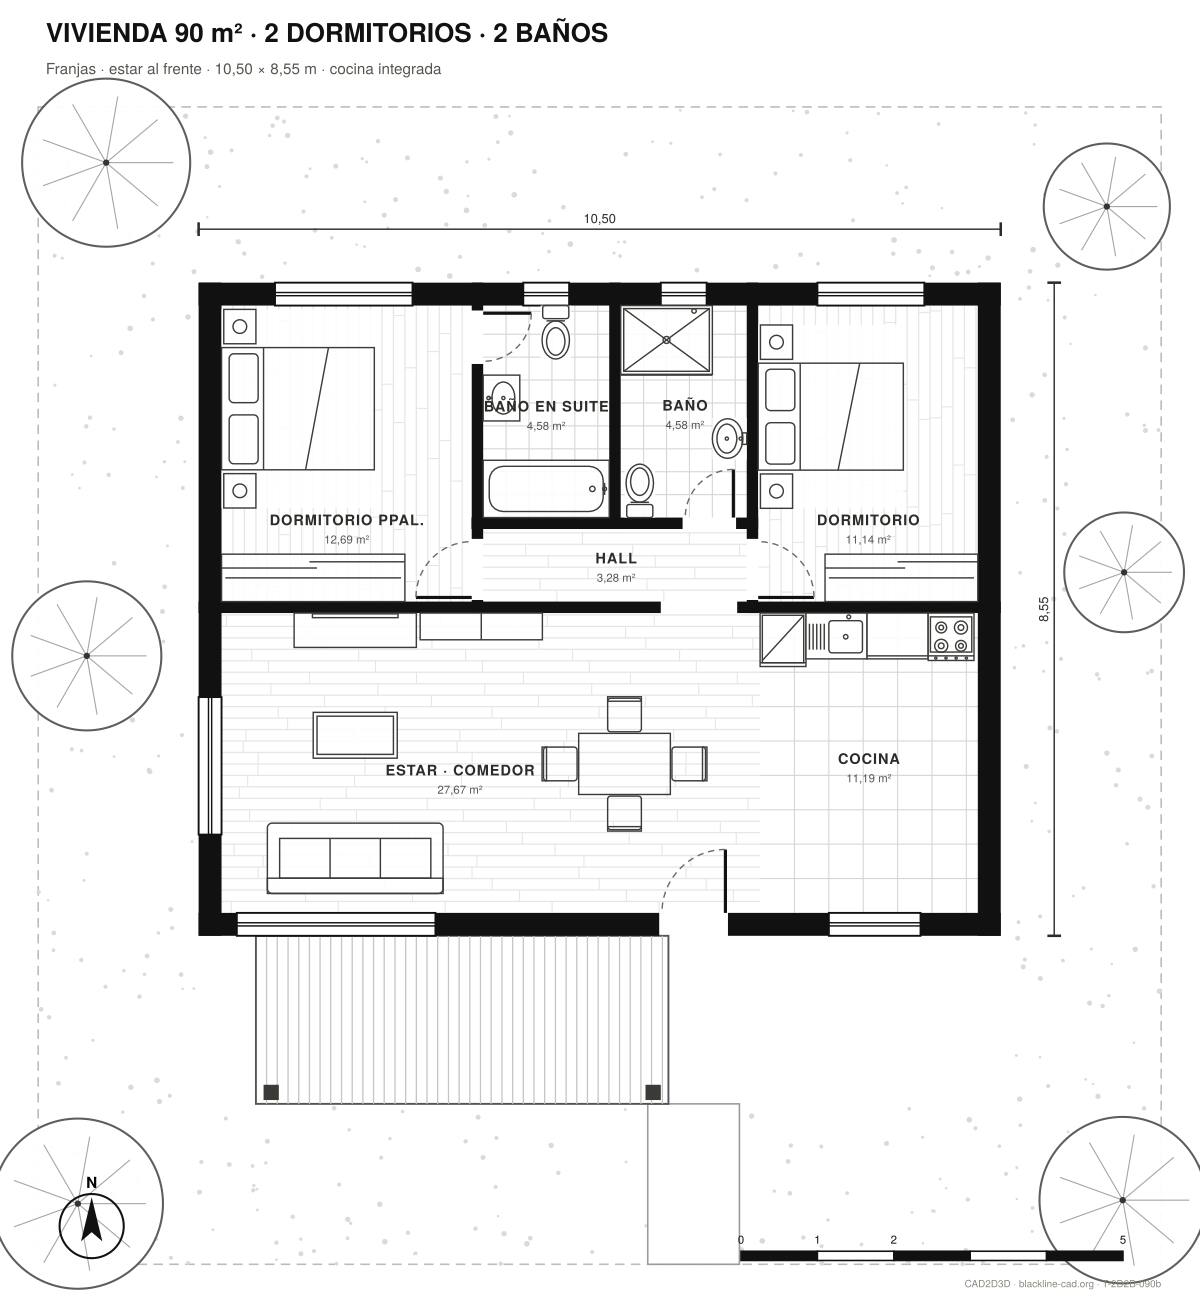 VIVIENDA 90 m² · 2 DORMITORIOS · 2 BAÑOS
Franjas · estar al frente · 10,50 × 8,55 m · cocina integrada
10,50
BAÑO EN SUITE
4,58 m²
BAÑO
4,58 m²
DORMITORIO PPAL.
12,69 m²
DORMITORIO
11,14 m²
HALL
3,28 m²
8,55
COCINA
11,19 m²
ESTAR · COMEDOR
27,67 m²
N
0 1 2 5
CAD2D3D · blackline-cad.org · T-2B2B-090b